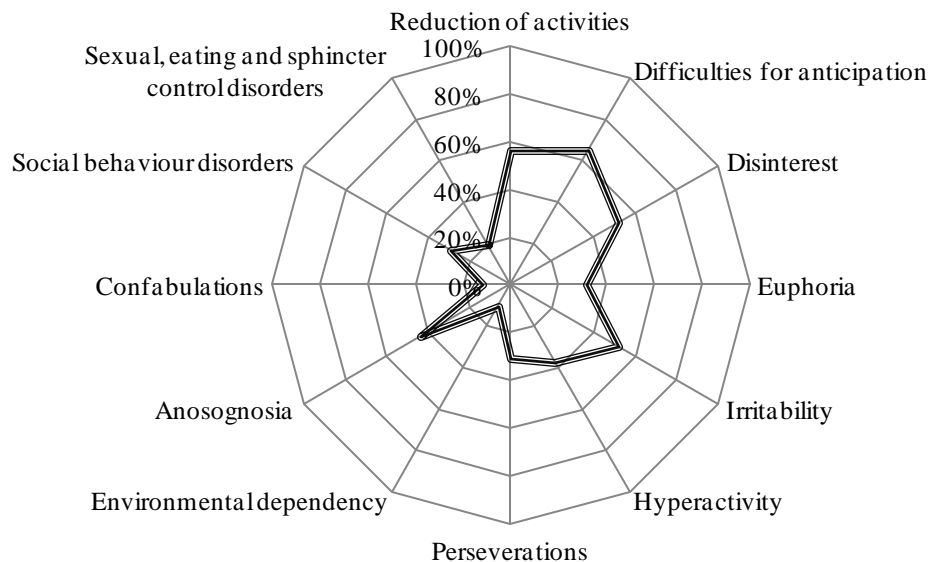 Reduction of activities
100%
Sexual, eating and sphincter
control disorders
Difficulties for anticipation
80%
60%
Social behaviour disorders
Disinterest
40%
20%
Confabulations
0%
Euphoria
Anosognosia
Irritability
Environmental dependency
Hyperactivity
Perseverations